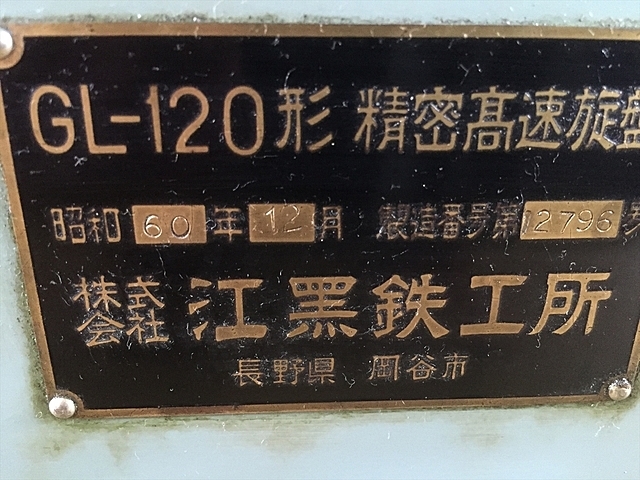 GL-120形 精密高速旋盤
昭和 60 年 12 月 製造番号第 12796 号
株式会社 江黒鉄工所
長野県 岡谷市